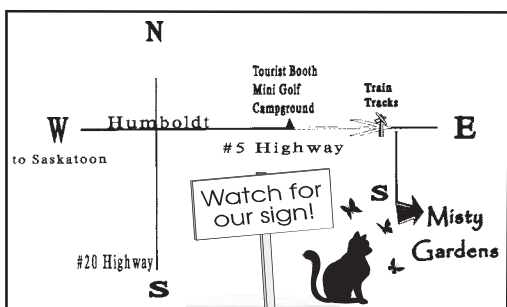 N
Tourist Booth
Mini Golf
Campground
Train
Tracks
Humboldt
W
E
to Saskatoon
#5 Highway
Watch for
our sign!
S
Misty
Gardens
#20 Highway
S